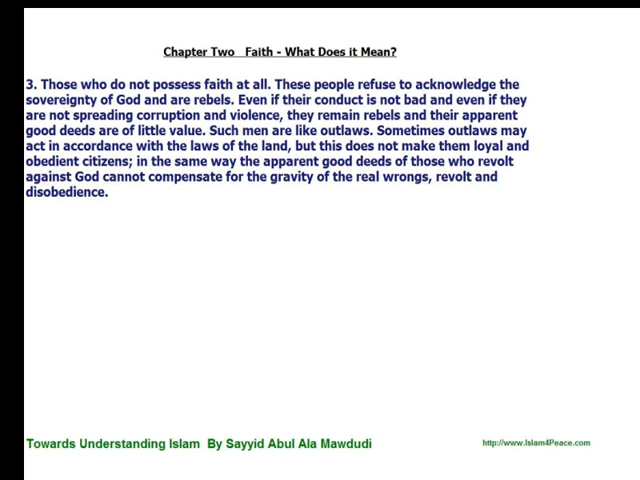 Chapter Two   Faith - What Does it Mean?
3. Those who do not possess faith at all. These people refuse to acknowledge the
sovereignty of God and are rebels. Even if their conduct is not bad and even if they
are not spreading corruption and violence, they remain rebels and their apparent
good deeds are of little value. Such men are like outlaws. Sometimes outlaws may
act in accordance with the laws of the land, but this does not make them loyal and
obedient citizens; in the same way the apparent good deeds of those who revolt
against God cannot compensate for the gravity of the real wrongs, revolt and
disobedience.
Towards Understanding Islam  By Sayyid Abul Ala Mawdudi
http://www.Islam4Peace.com